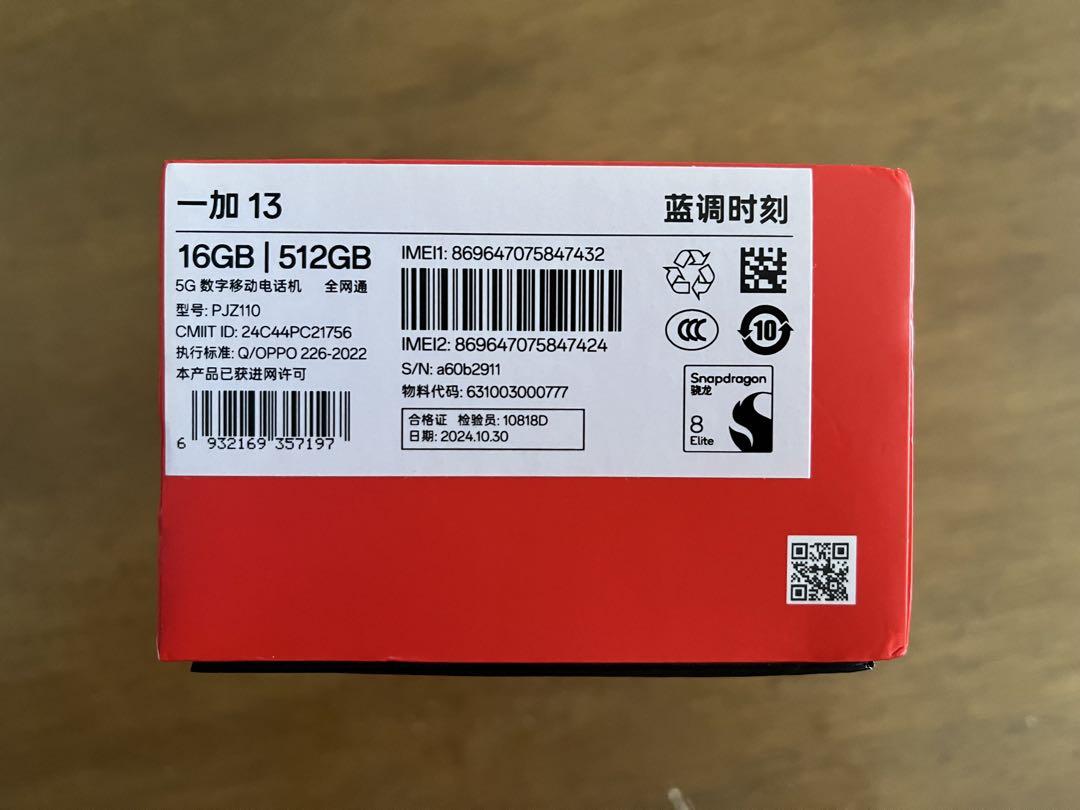 一加 13
蓝调时刻
16GB | 512GB
5G 数字移动电话机 全网通
型号: PJZ110
CMIIT ID: 24C44PC21756
执行标准: Q/OPPO 226-2022
本产品已获进网许可
6 932169 357197
IMEI1: 869647075847432
IMEI2: 869647075847424
S/N: a60b2911
物料代码: 631003000777
合格证 检验员: 10818D
日期: 2024.10.30
CCC
10
Snapdragon
骁龙
8
Elite